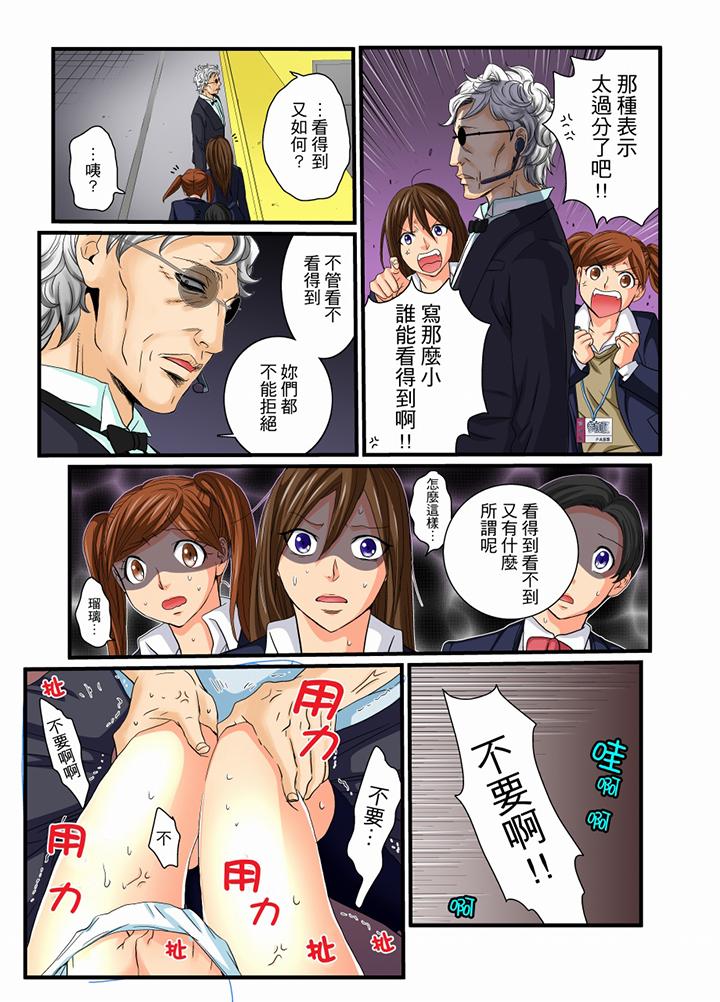 那種表示
太過分了吧!!
寫那麼小
誰能看得到啊!!
…看得到
又如何?
…咦?
不管看不
看得到
妳們都
不能拒絕
看得到看不到
又有什麼
所謂呢
怎麼這樣…
瑠璃…
不要啊!!
哇啊啊
啊
用力
扯
不要…
不要啊啊
扯
不
用力
用力
扯
扯
扯